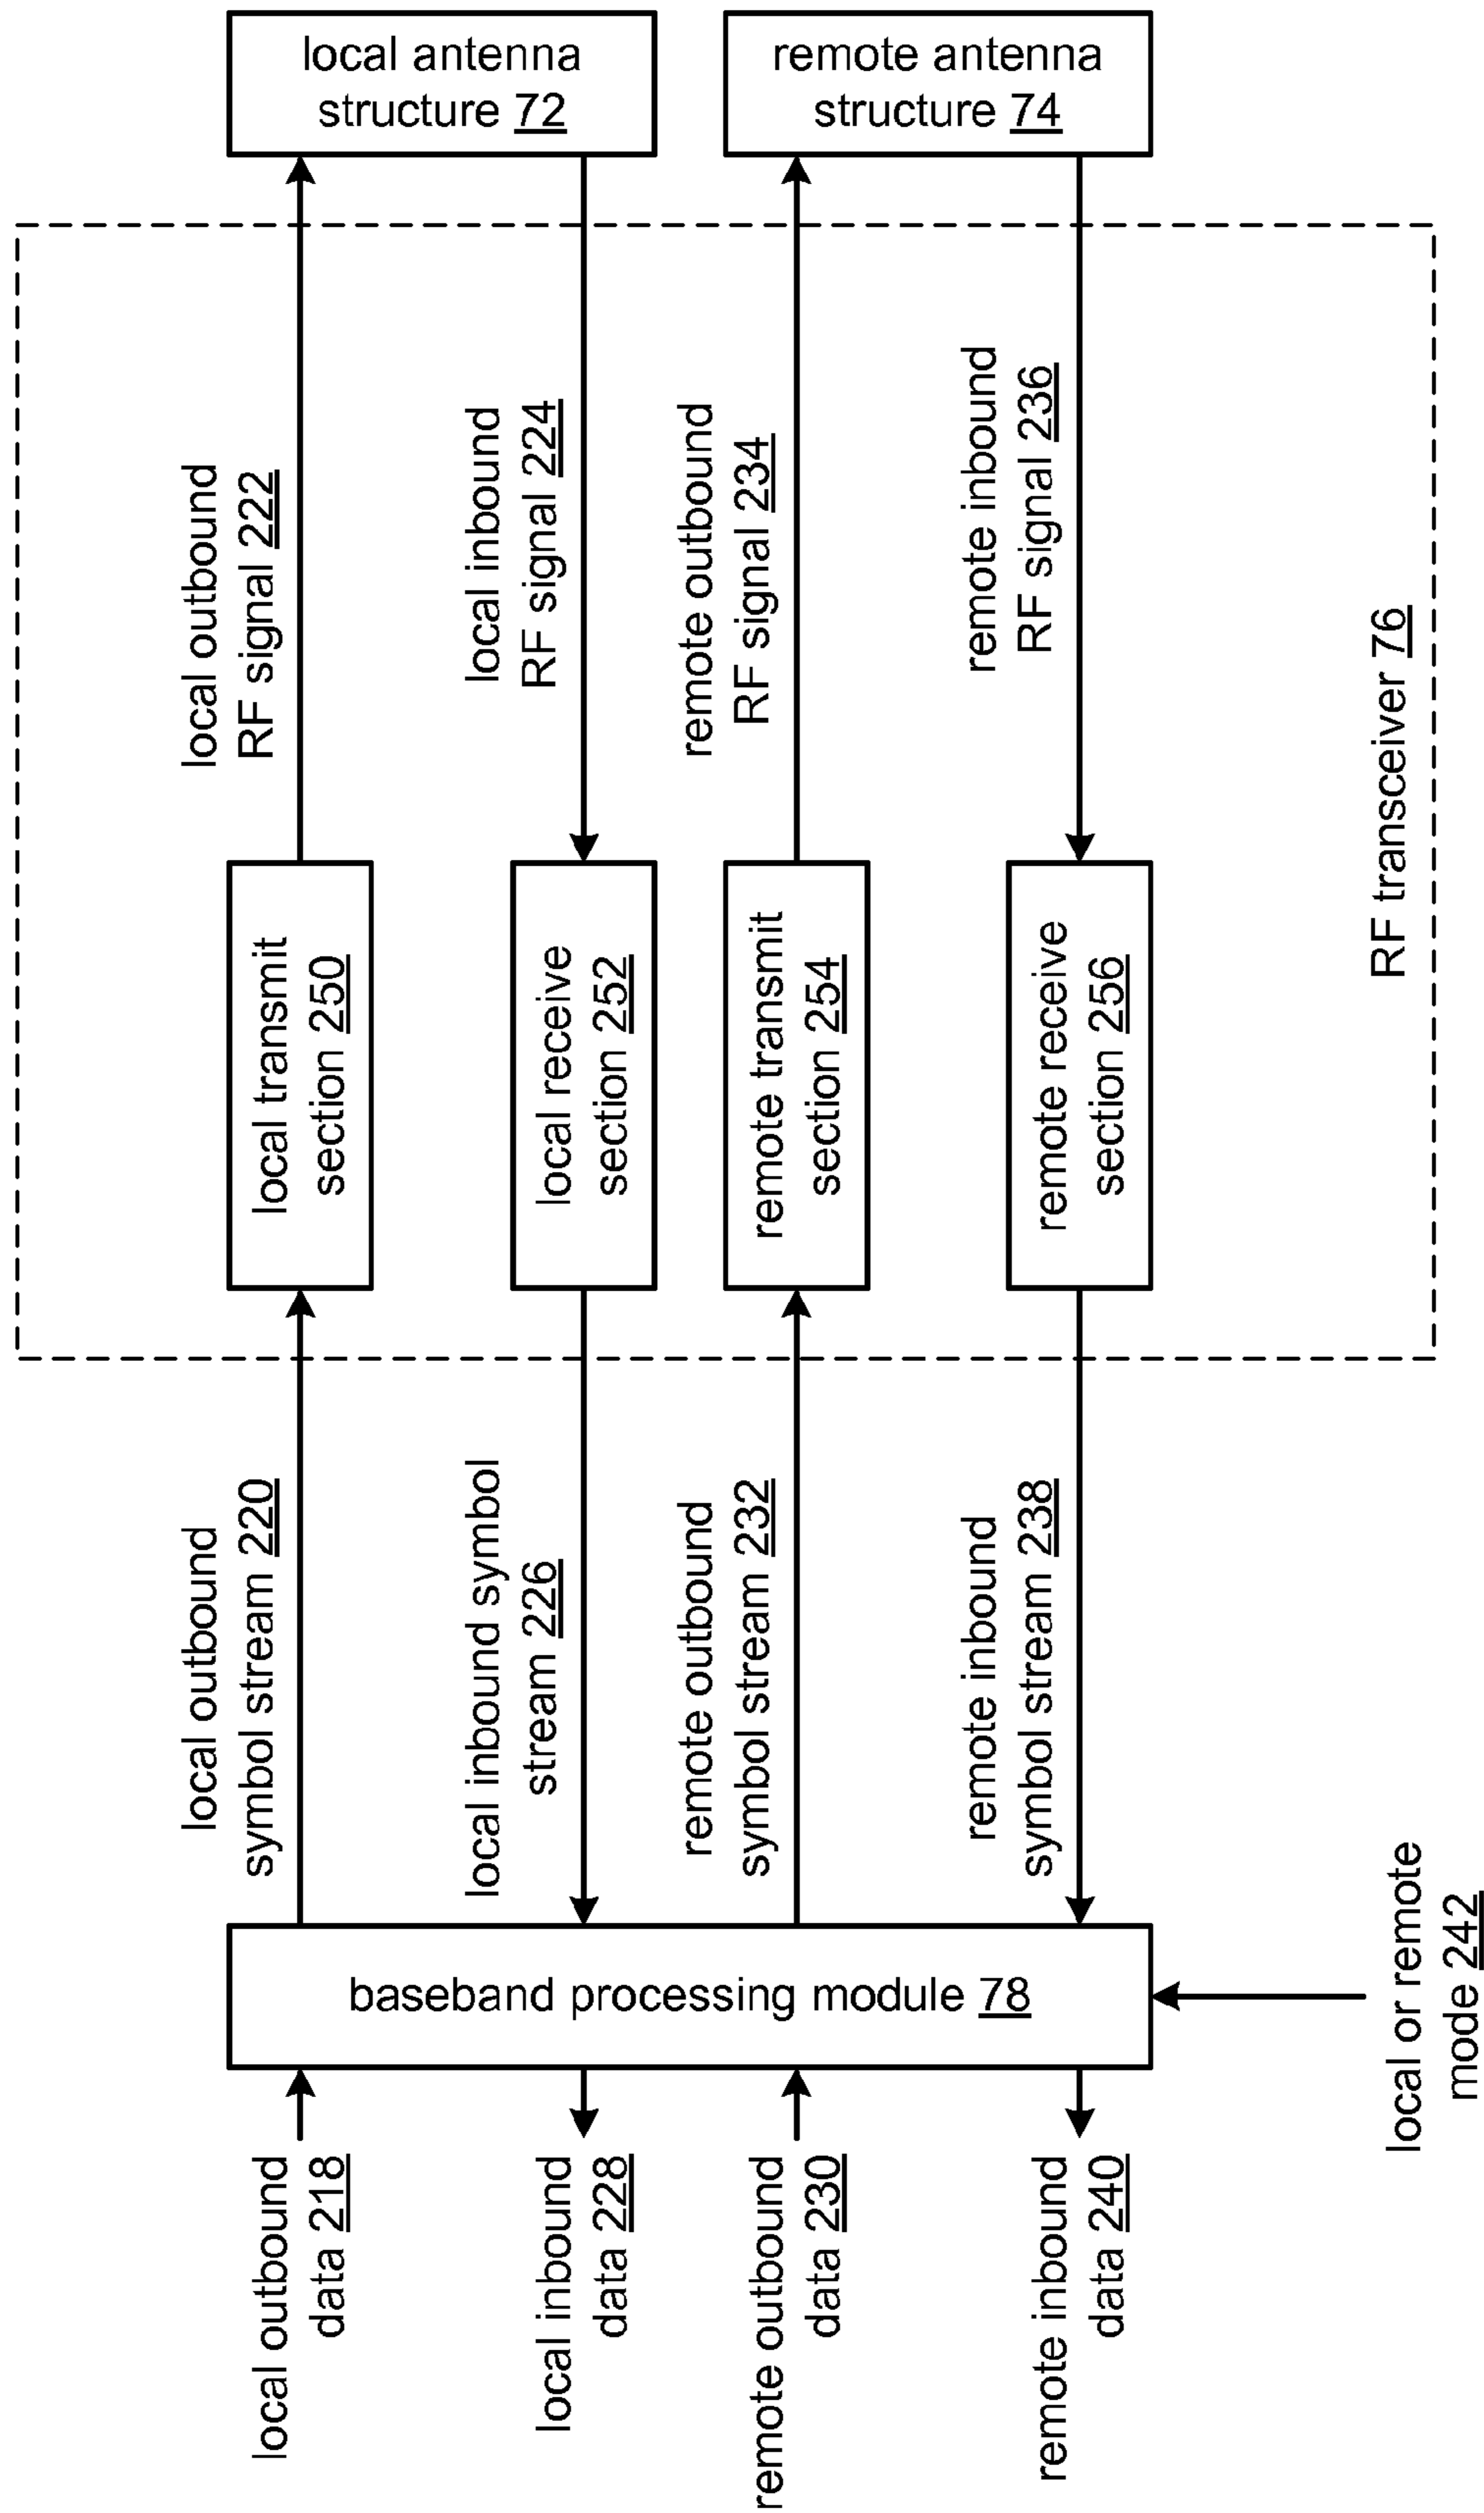 local antenna
structure 72
remote antenna
structure 74
local outbound
RF signal 222
local inbound
RF signal 224
remote outbound
RF signal 234
remote inbound
RF signal 236
local transmit
section 250
local receive
section 252
remote transmit
section 254
remote receive
section 256
RF transceiver 76
local outbound
symbol stream 220
local inbound symbol
stream 226
remote outbound
symbol stream 232
remote inbound
symbol stream 238
baseband processing module 78
local outbound
data 218
local inbound
data 228
remote outbound
data 230
remote inbound
data 240
local or remote
mode 242